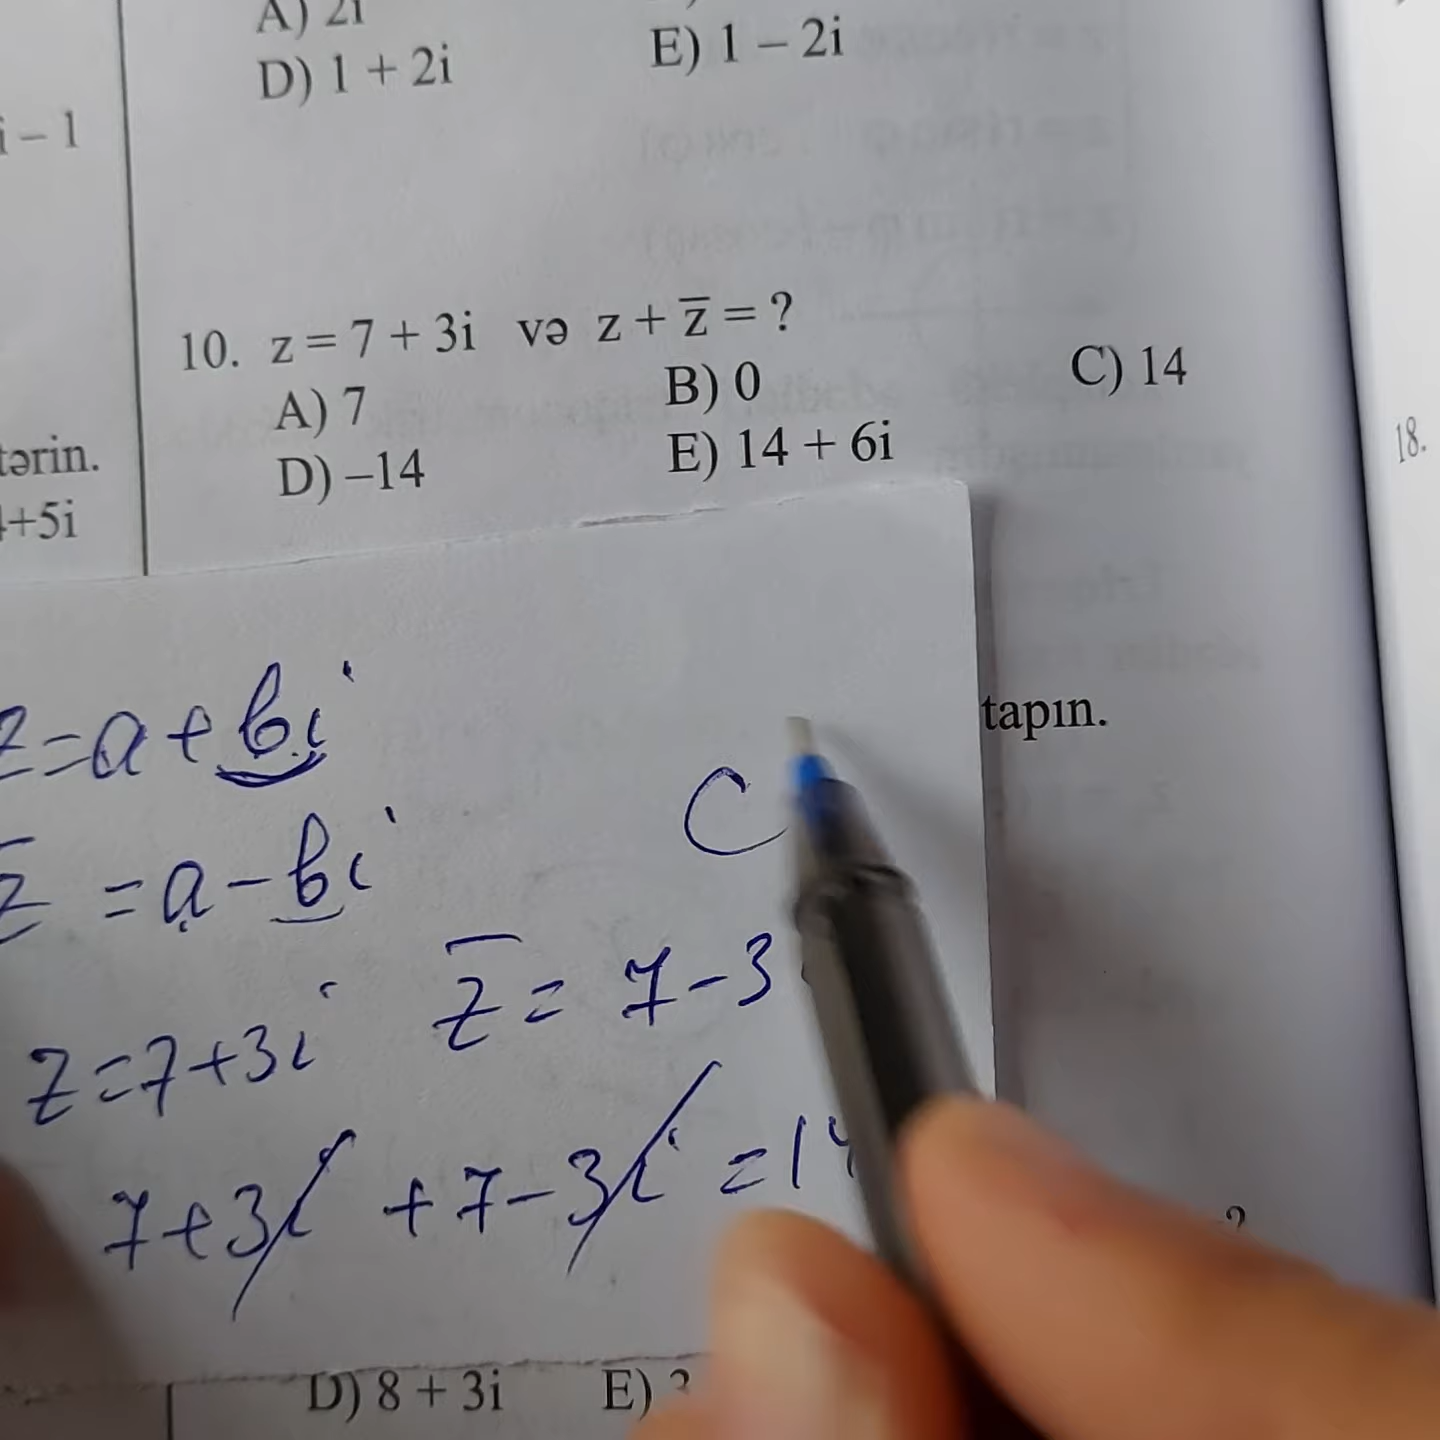 A) 2i
D) 1 + 2i
E) 1 – 2i
i – 1
10. z = 7 + 3i və z + z̅ = ?
A) 7
B) 0
C) 14
D) –14
E) 14 + 6i
tərin.
+5i
18.
tapın.
z = a + bi
z̅ = a – bi
C
z = 7 + 3i
z̅ = 7 – 3
7 + 3i + 7 – 3i = 14
?
D) 8 + 3i
E)